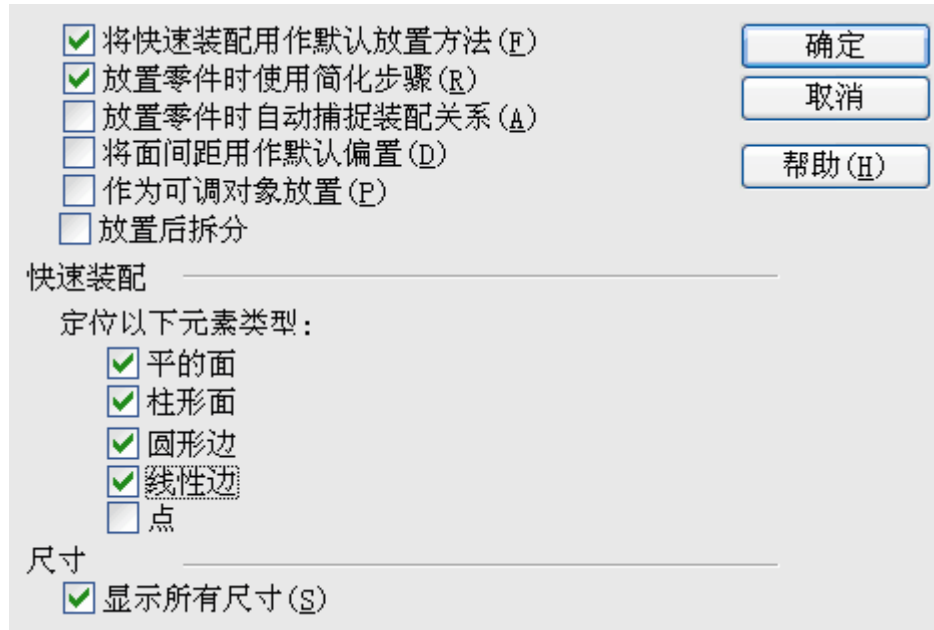 将快速装配用作默认放置方法(F)
确定
放置零件时使用简化步骤(R)
取消
放置零件时自动捕捉装配关系(A)
将面间距用作默认偏置(D)
帮助(H)
作为可调对象放置(P)
放置后拆分
快速装配
定位以下元素类型:
平的面
柱形面
圆形边
线性边
点
尺寸
显示所有尺寸(S)